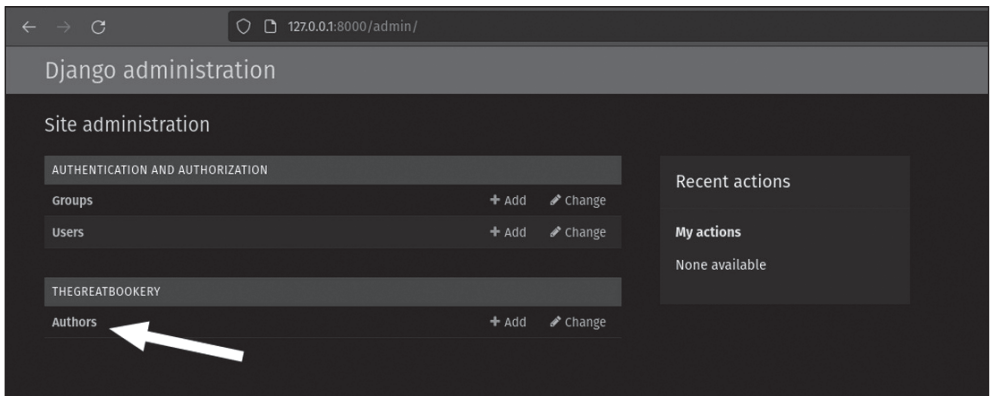 127.0.0.1:8000/admin/
Django administration
Site administration
AUTHENTICATION AND AUTHORIZATION
Groups + Add Change
Users + Add Change
THEGREATBOOKERY
Authors + Add Change
Recent actions
My actions
None available